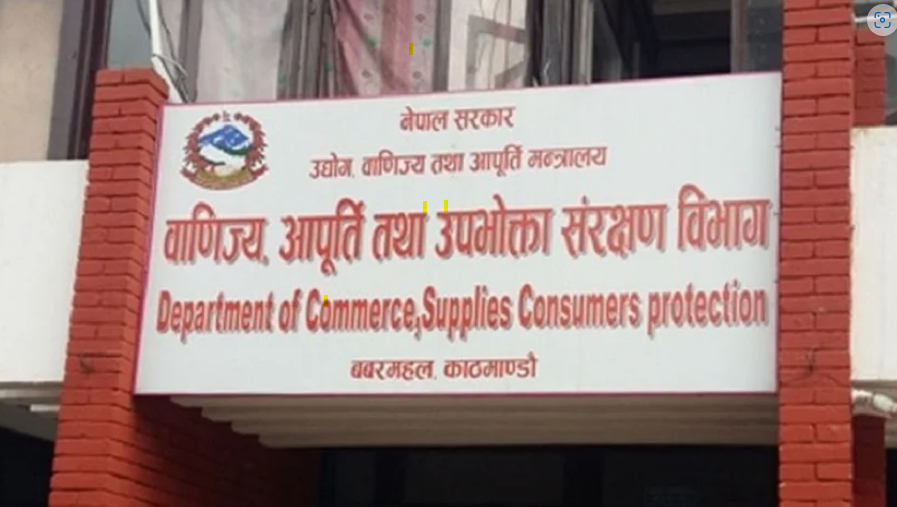 नेपाल सरकार
उद्योग, वाणिज्य तथा आपूर्ति मन्त्रालय
वाणिज्य, आपूर्ति तथा उपभोक्ता संरक्षण विभाग
Department of Commerce,Supplies Consumers protection
बबरमहल, काठमाण्डौ